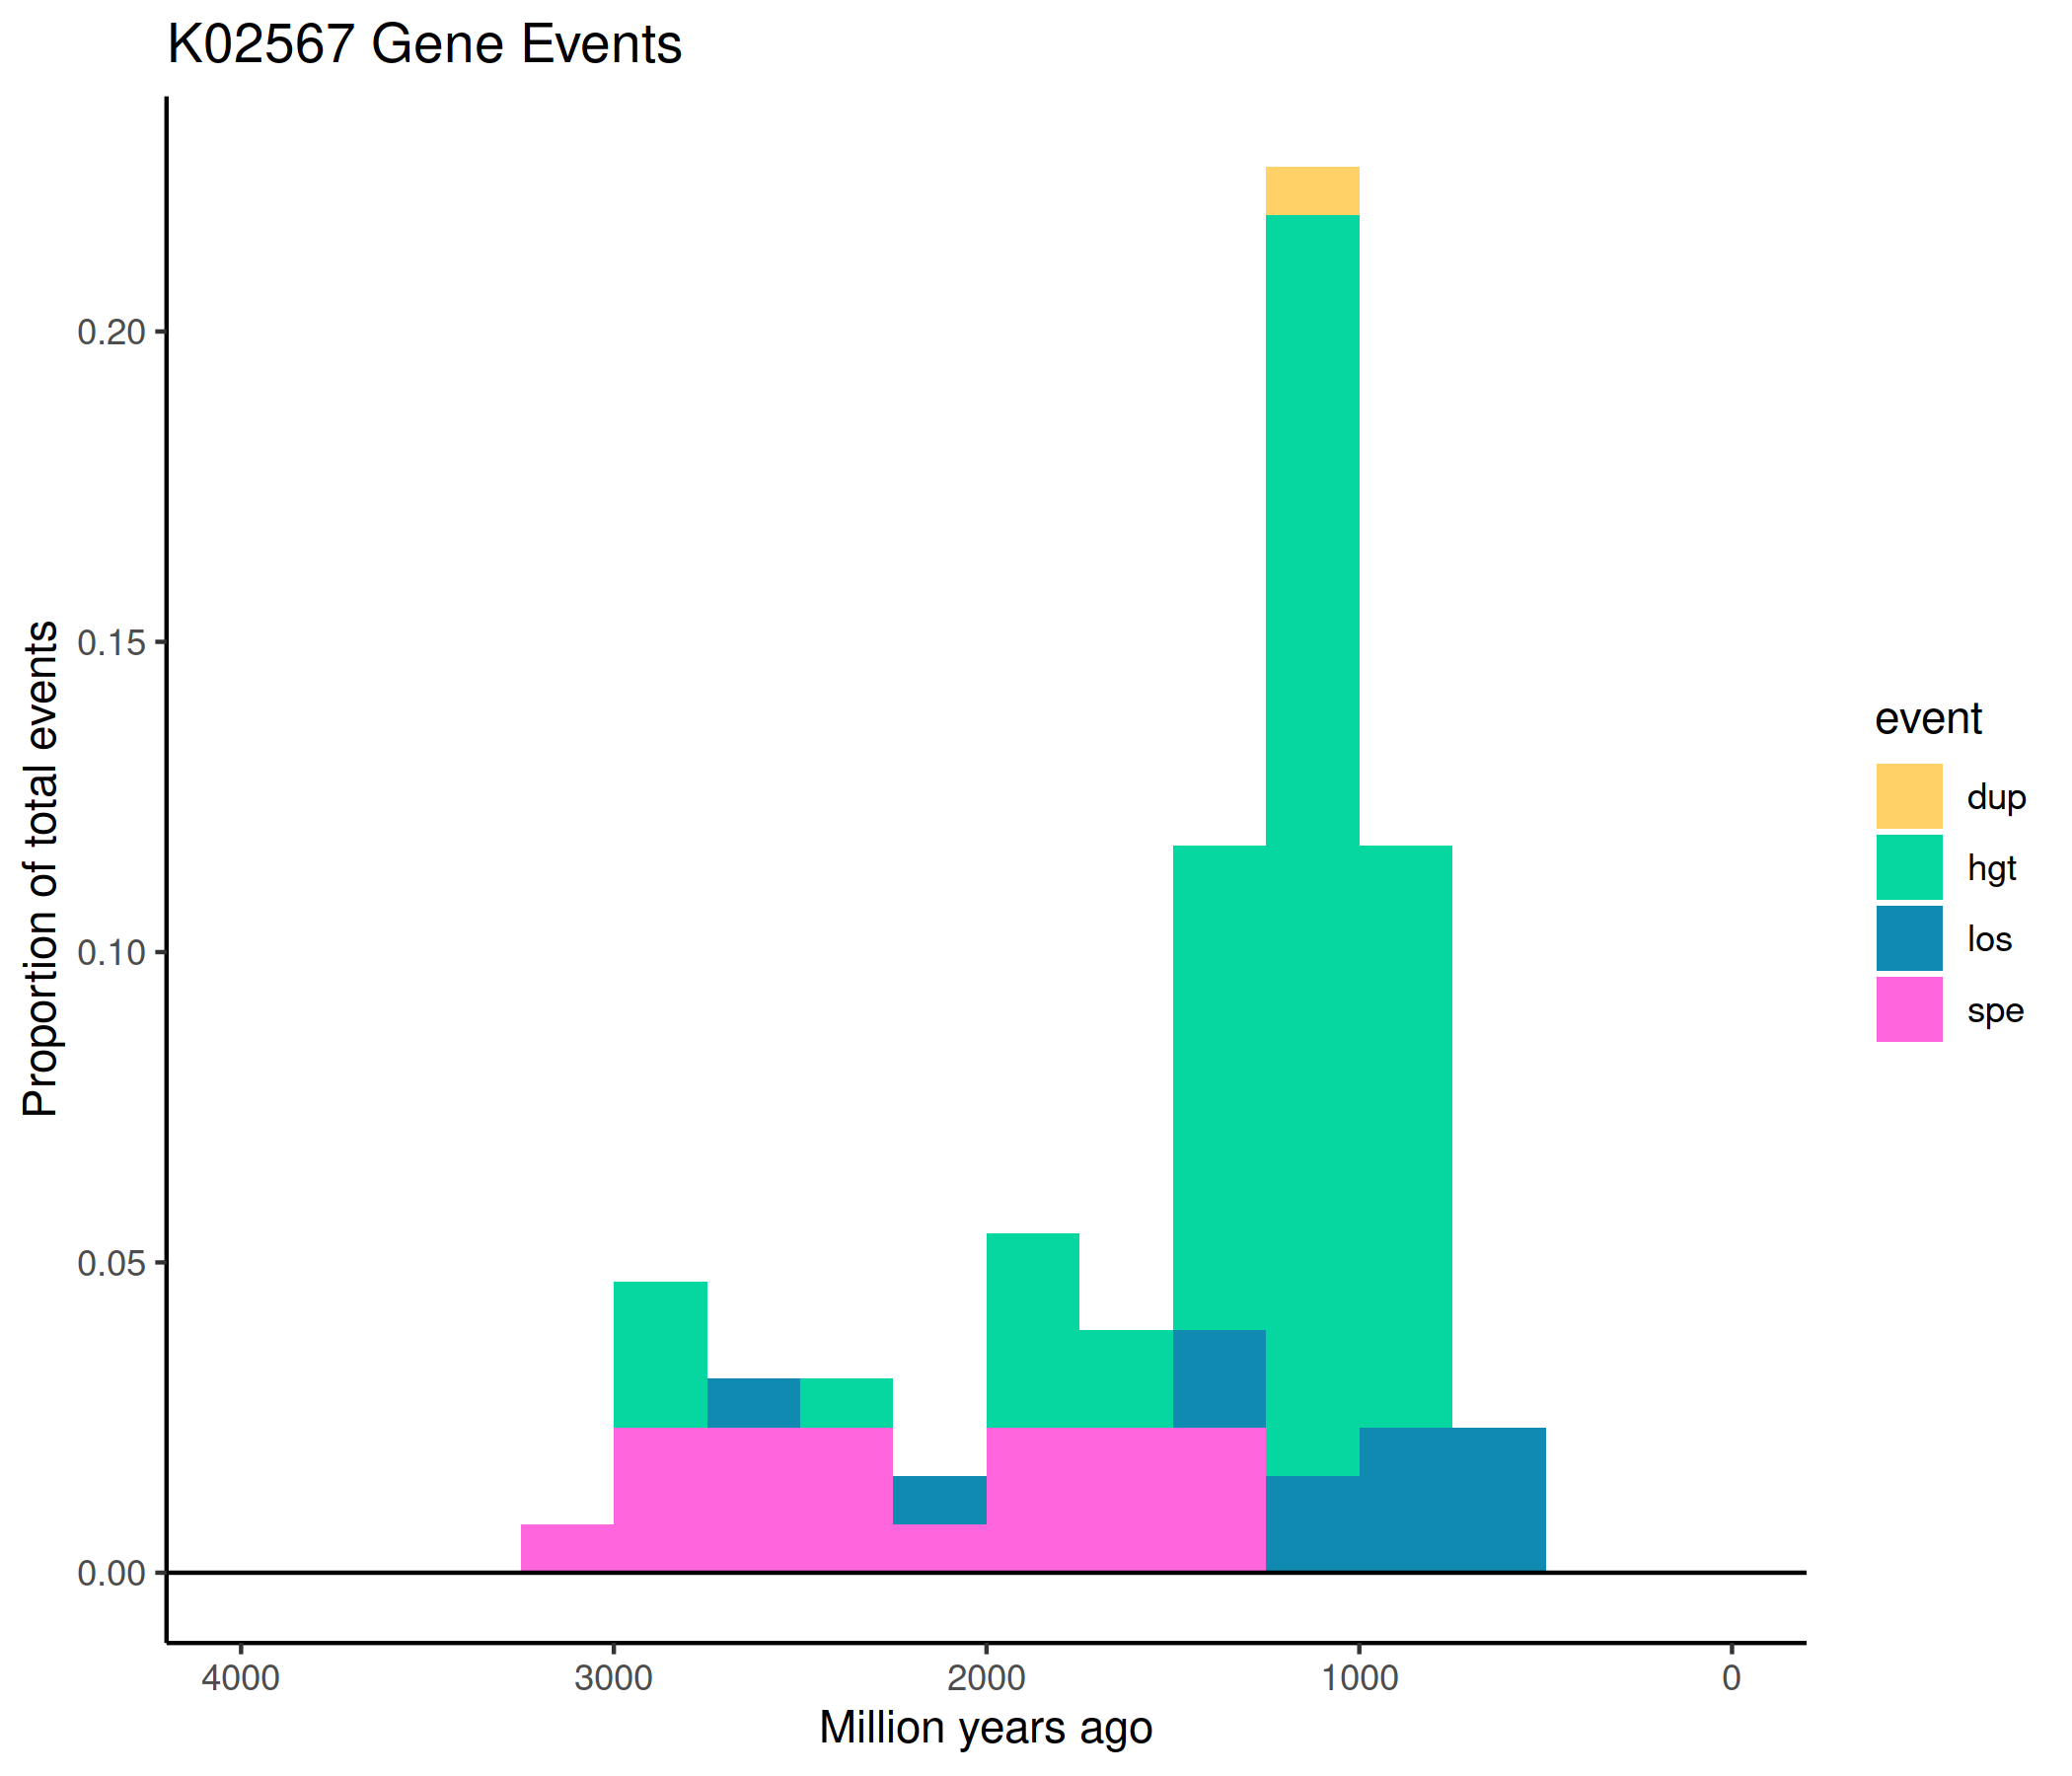 K02567 Gene Events
Proportion of total events
0.20
0.15
0.10
0.05
0.00
4000 3000 2000 1000 0
Million years ago
event
dup
hgt
los
spe